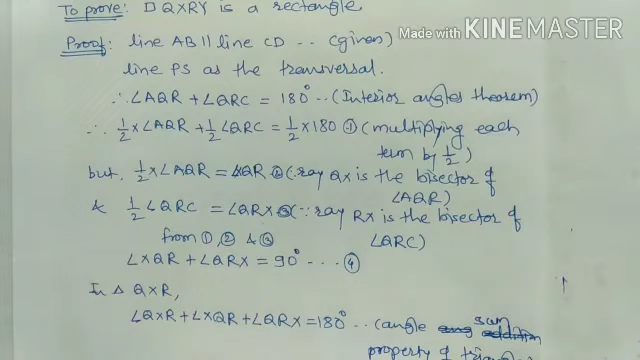 To prove: □ QXRY is a rectangle
Made with KINEMASTER
Proof: line AB || line CD .. (given)
line PS as the transversal.
∴ ∠AQR + ∠QRC = 180° .. (Interior angles theorem)
∴ 1/2 × ∠AQR + 1/2 ∠QRC = 1/2 × 180 ① (multiplying each
term by 1/2)
but, 1/2 × ∠AQR = ∠XQR ② (∵ ray QX is the bisector of
∠AQR)
& 1/2 ∠QRC = ∠QRX ③ (∵ ray RX is the bisector of
∠QRC)
from ①, ② & ③
∠XQR + ∠QRX = 90° ... ④
In △ QXR,
∠QXR + ∠XQR + ∠QRX = 180° .. (angle sum
property of